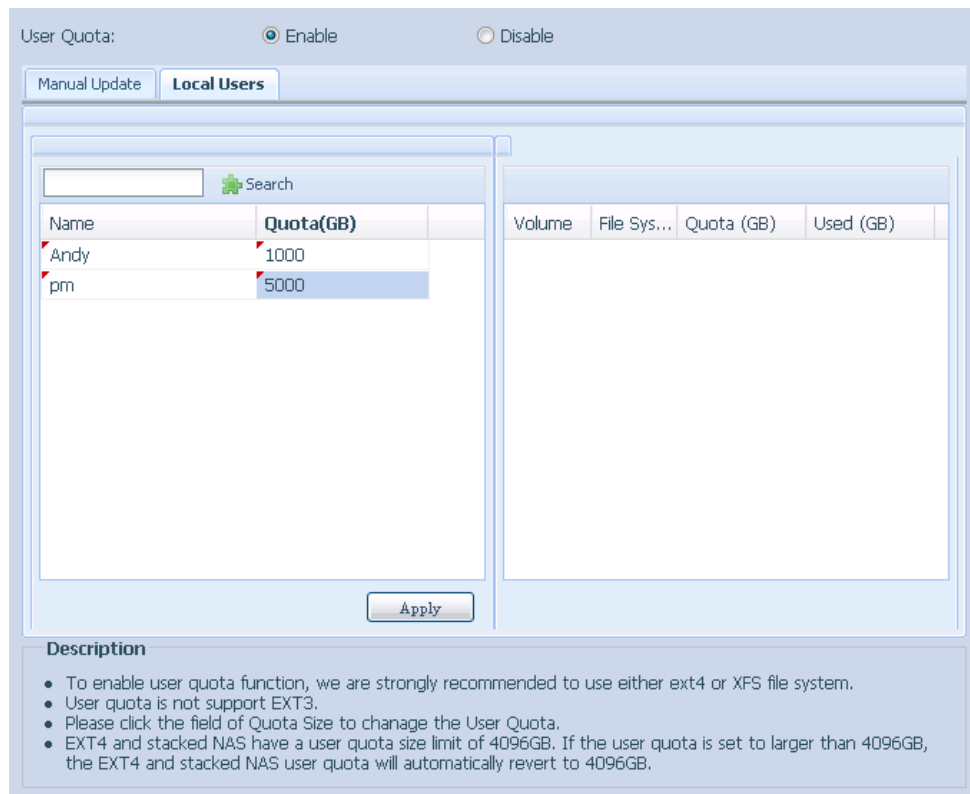 User Quota: Enable Disable
Manual Update Local Users
Search
Name Quota(GB)
Volume File Sys... Quota (GB) Used (GB)
Andy 1000
pm 5000
Apply
Description
• To enable user quota function, we are strongly recommended to use either ext4 or XFS file system.
• User quota is not support EXT3.
• Please click the field of Quota Size to chanage the User Quota.
• EXT4 and stacked NAS have a user quota size limit of 4096GB. If the user quota is set to larger than 4096GB,
the EXT4 and stacked NAS user quota will automatically revert to 4096GB.